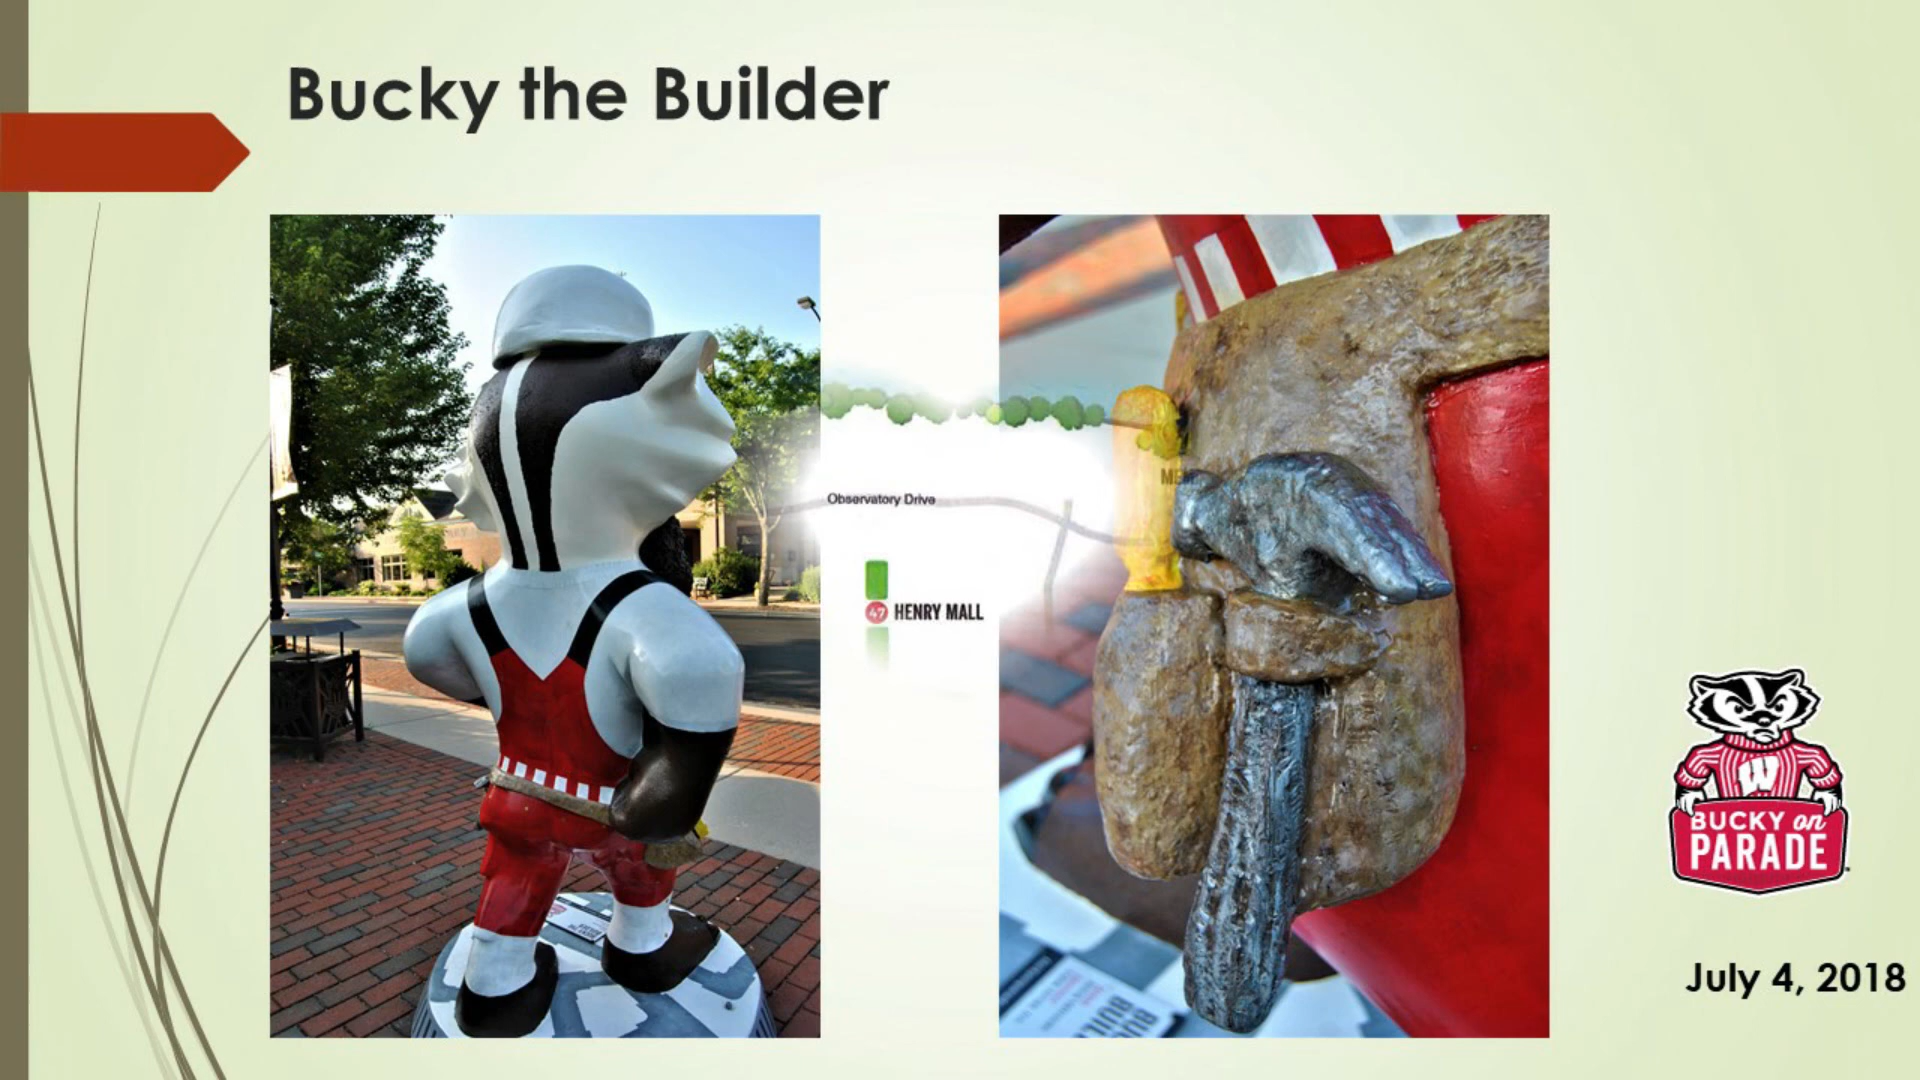 Bucky the Builder
Observatory Drive
47 HENRY MALL
W
BUCKY on
PARADE
July 4, 2018